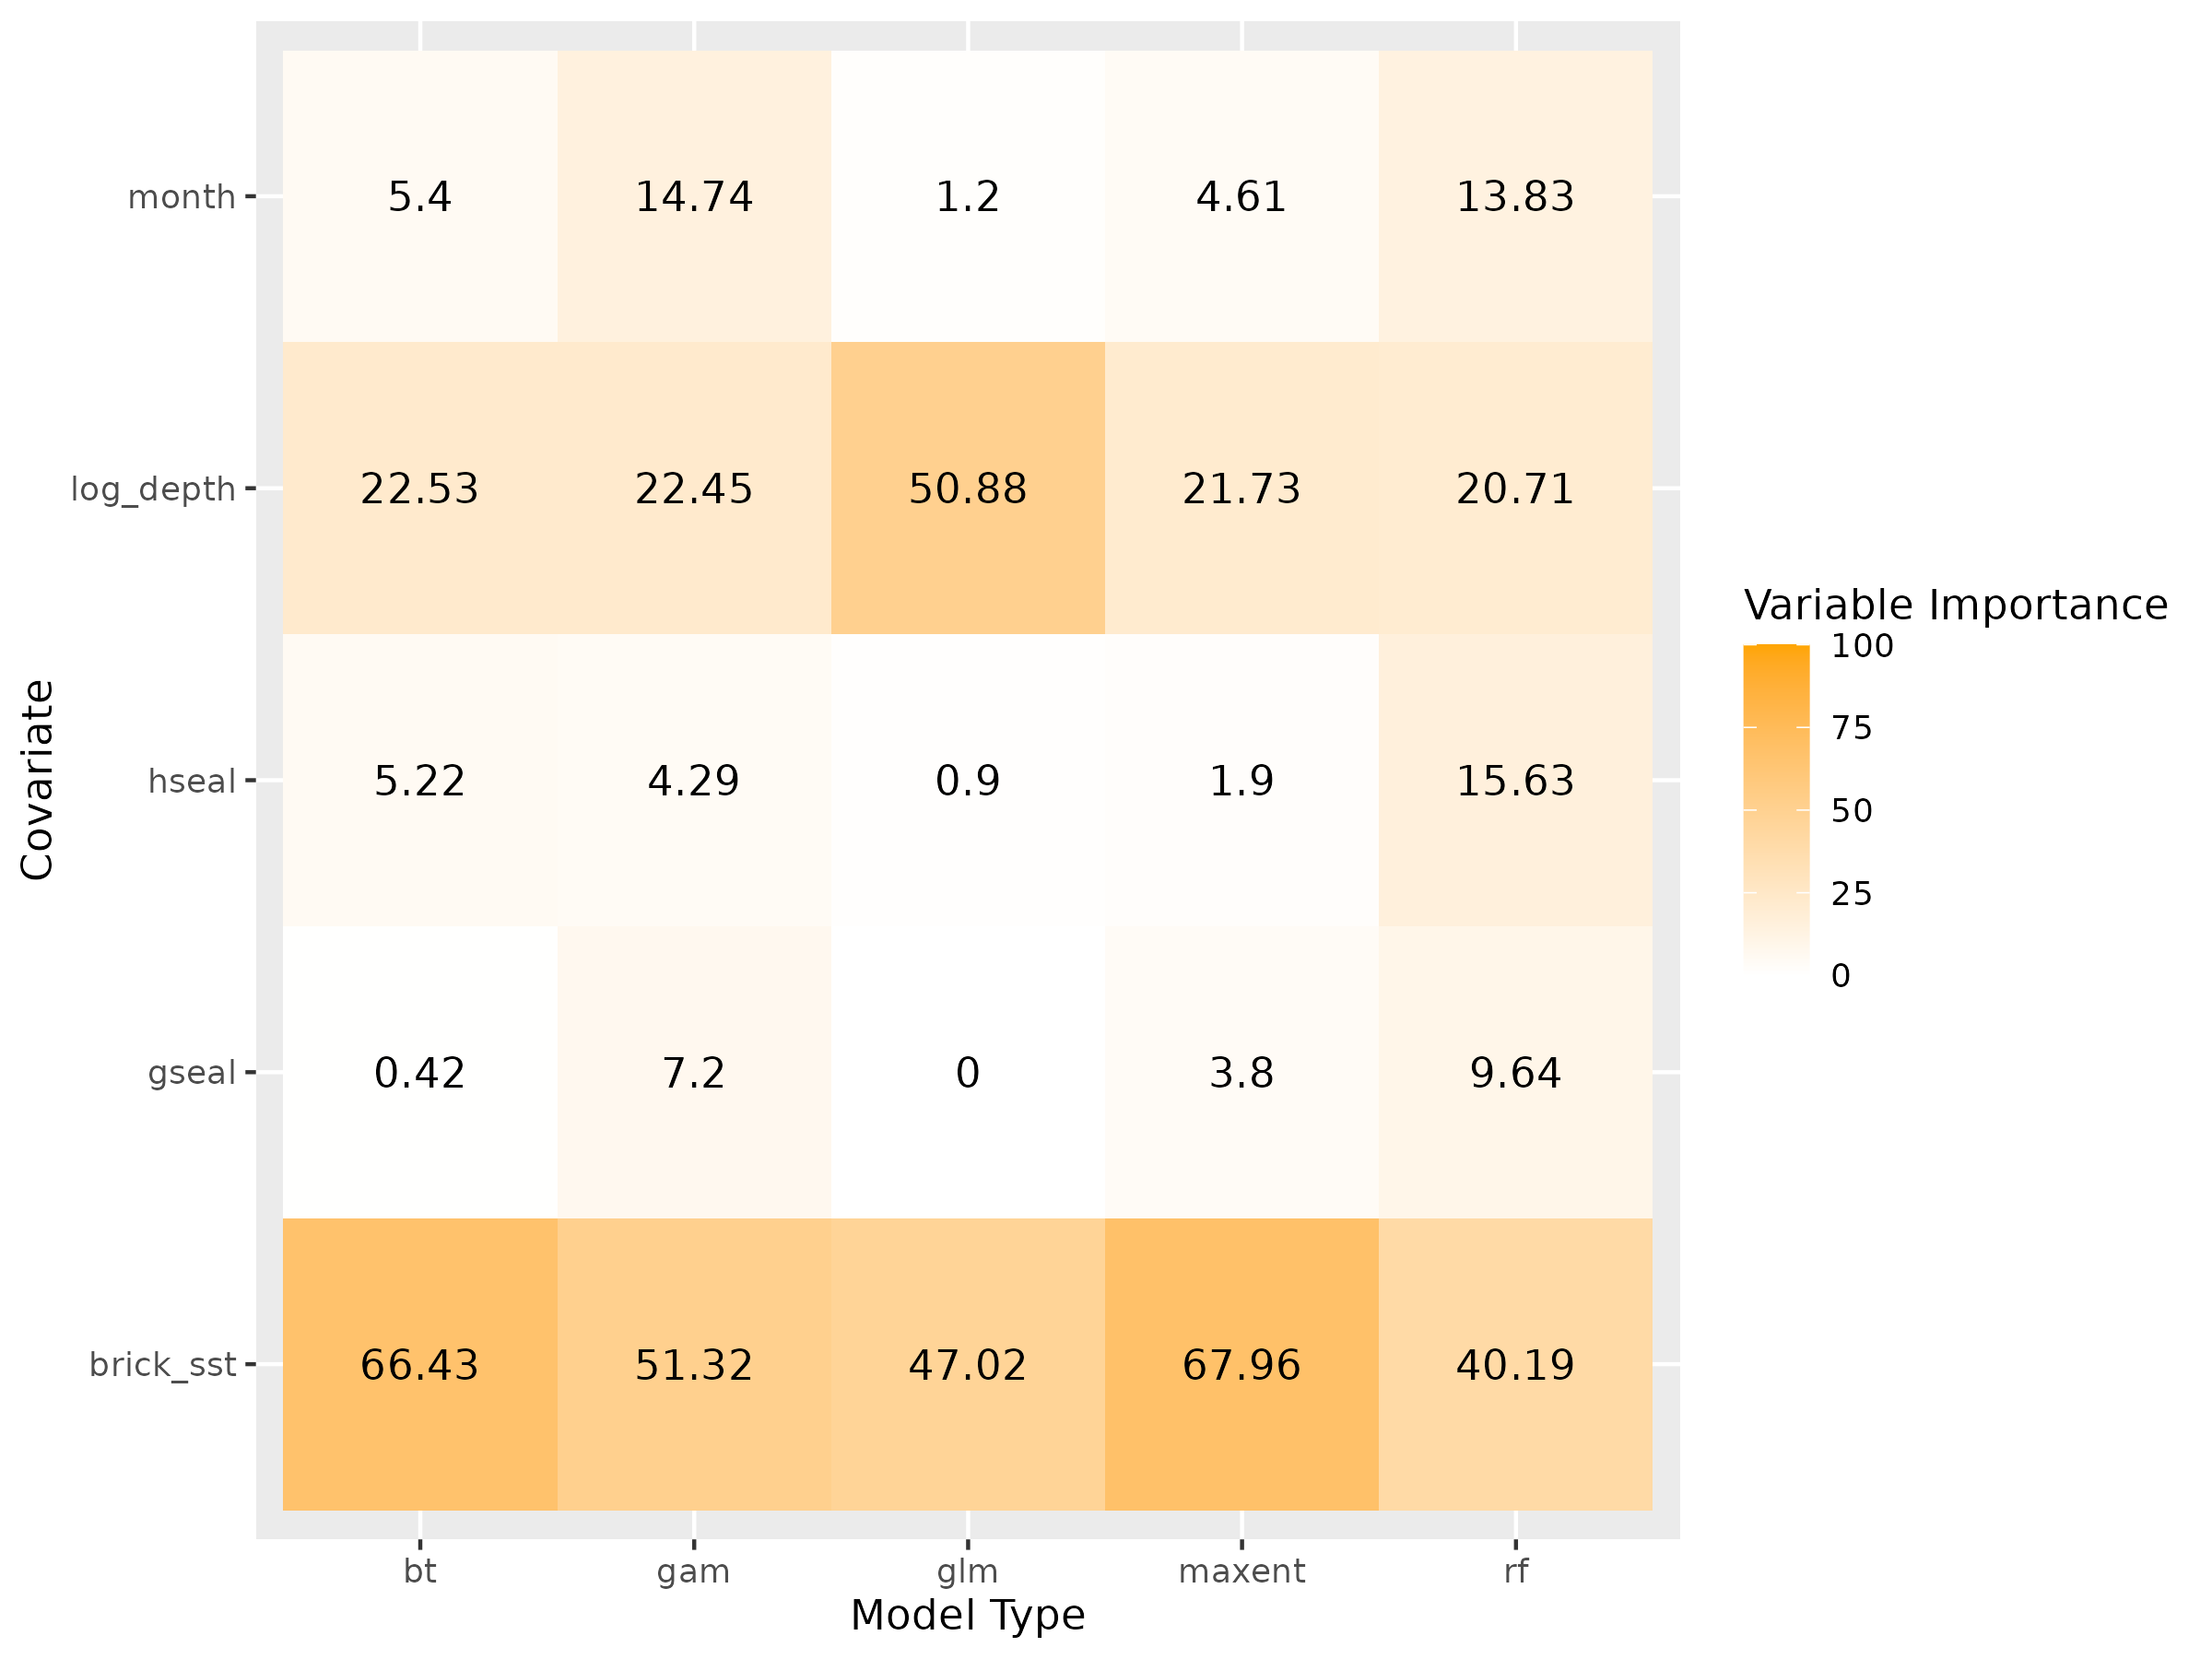 month 5.4 14.74 1.2 4.61 13.83
log_depth 22.53 22.45 50.88 21.73 20.71
hseal 5.22 4.29 0.9 1.9 15.63
gseal 0.42 7.2 0 3.8 9.64
brick_sst 66.43 51.32 47.02 67.96 40.19
bt gam glm maxent rf
Model Type
Covariate
Variable Importance
100
75
50
25
0